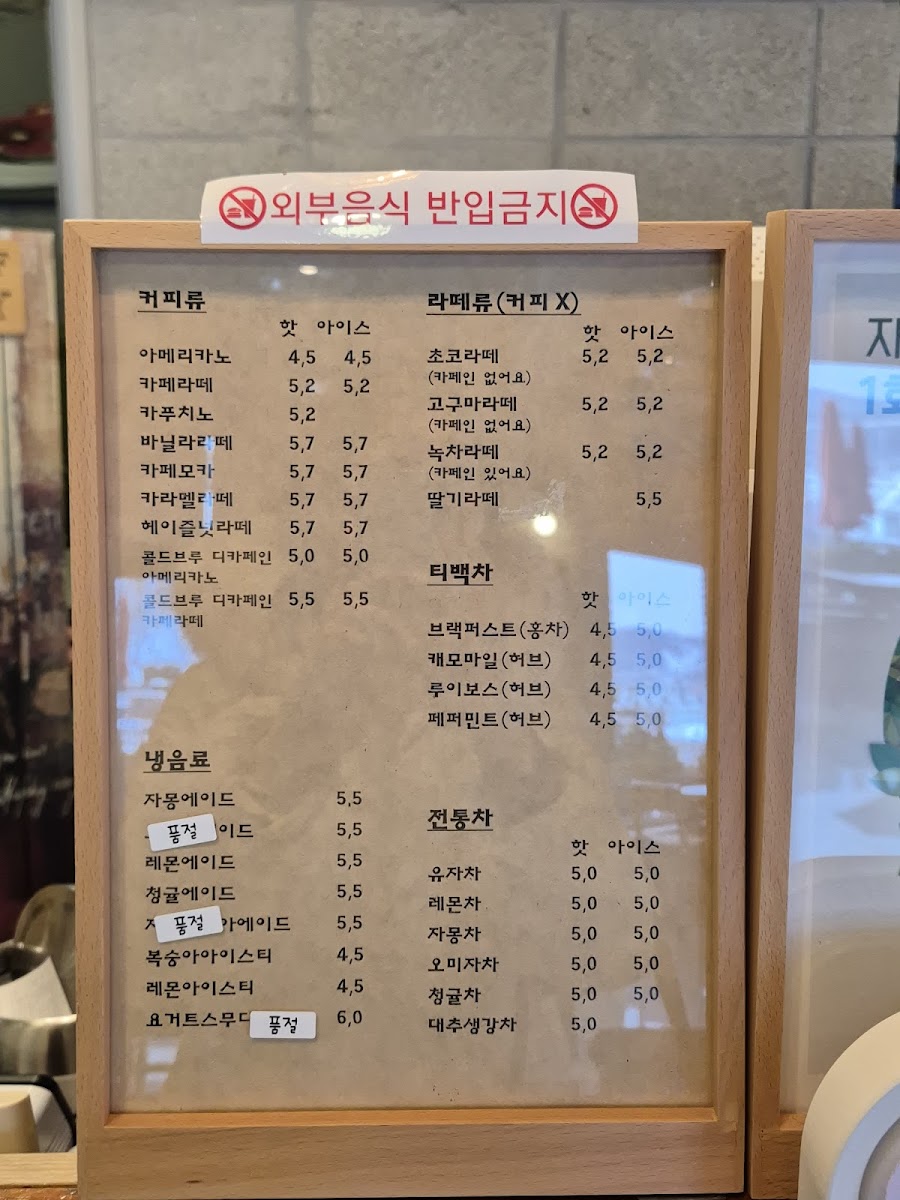 외부음식 반입금지
커피류
핫 아이스
아메리카노 4,5 4,5
카페라떼 5,2 5,2
카푸치노 5,2
바닐라라떼 5,7 5,7
카페모카 5,7 5,7
카라멜라떼 5,7 5,7
헤이즐넛라떼 5,7 5,7
콜드브루 디카페인 5,0 5,0
아메리카노
콜드브루 디카페인 5,5 5,5
카페라떼
냉음료
자몽에이드 5,5
품절 이드 5,5
레몬에이드 5,5
청귤에이드 5,5
품절 아에이드 5,5
복숭아아이스티 4,5
레몬아이스티 4,5
요거트스무디 품절 6,0
라떼류(커피 X)
핫 아이스
초코라떼 5,2 5,2
(카페인 없어요)
고구마라떼 5,2 5,2
(카페인 없어요)
녹차라떼 5,2 5,2
(카페인 있어요)
딸기라떼 5,5
티백차
핫 아이스
브랙퍼스트(홍차) 4,5 5,0
캐모마일(허브) 4,5 5,0
루이보스(허브) 4,5 5,0
페퍼민트(허브) 4,5 5,0
전통차
핫 아이스
유자차 5,0 5,0
레몬차 5,0 5,0
자몽차 5,0 5,0
오미자차 5,0 5,0
청귤차 5,0 5,0
대추생강차 5,0